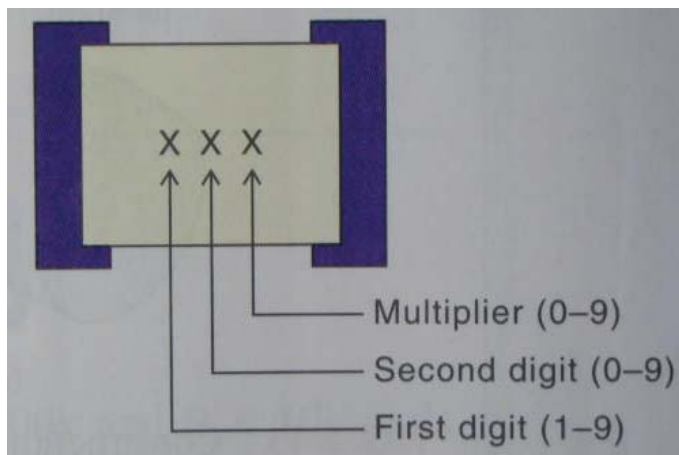 X X X
Multiplier (0–9)
Second digit (0–9)
First digit (1–9)